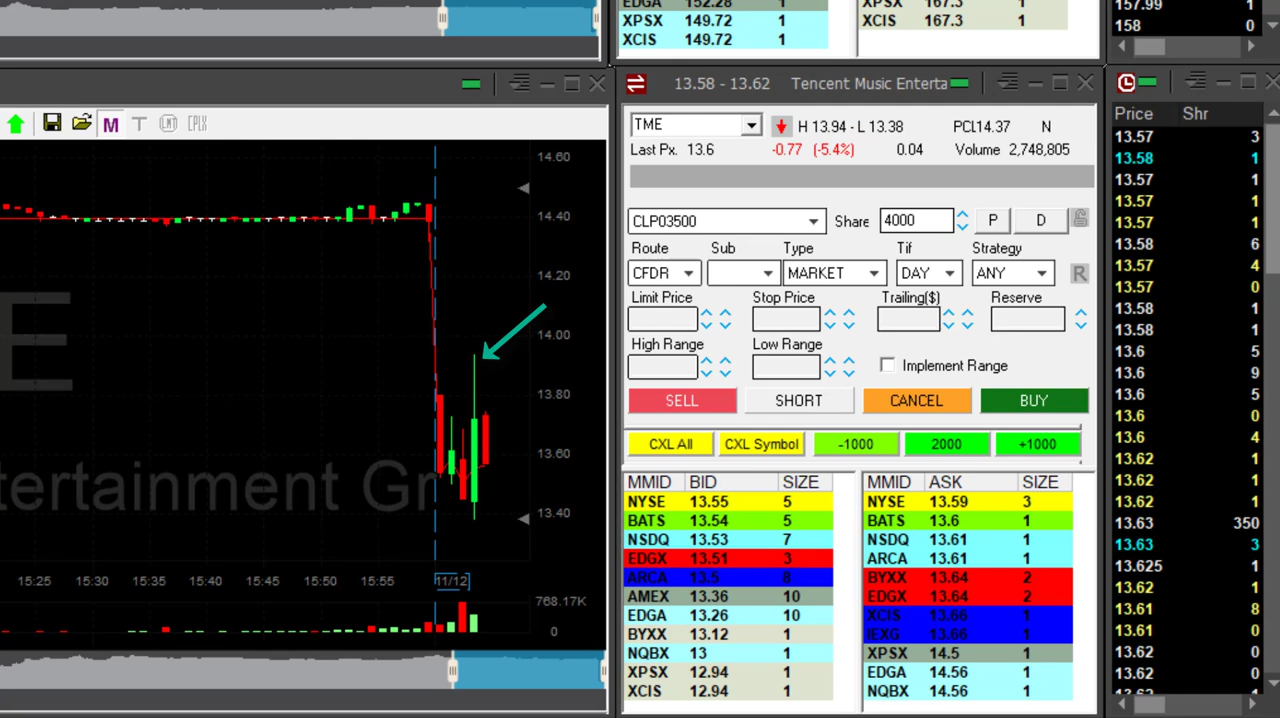 EDGA 152.28 1
XPSX 149.72 1
XCIS 149.72 1
XPSX 167.3 1
XCIS 167.3 1
157.99 1
158 0
M T CPLX
14.60
14.40
14.20
14.00
13.80
13.60
13.40
E
ertainment Gr
15:25 15:30 15:35 15:40 15:45 15:50 15:55 11/12
768.17K
0
13.58 - 13.62 Tencent Music Enterta
TME H 13.94 - L 13.38 PCL14.37 N
Last Px. 13.6 -0.77 (-5.4%) 0.04 Volume 2,748,805
CLP03500 Share 4000 P D
Route Sub Type Tif Strategy
CFDR MARKET DAY ANY R
Limit Price Stop Price Trailing($) Reserve
High Range Low Range
Implement Range
SELL SHORT CANCEL BUY
CXL All CXL Symbol -1000 2000 +1000
MMID BID SIZE
NYSE 13.55 5
BATS 13.54 5
NSDQ 13.53 7
EDGX 13.51 3
ARCA 13.5 8
AMEX 13.36 10
EDGA 13.26 10
BYXX 13.12 1
NQBX 13 1
XPSX 12.94 1
XCIS 12.94 1
MMID ASK SIZE
NYSE 13.59 3
BATS 13.6 1
NSDQ 13.61 1
ARCA 13.61 1
BYXX 13.64 2
EDGX 13.64 2
XCIS 13.66 1
IEXG 13.66 1
XPSX 14.5 1
EDGA 14.56 1
NQBX 14.56 1
Price Shr
13.57 3
13.58 1
13.57 1
13.57 1
13.57 1
13.58 6
13.57 4
13.57 0
13.58 1
13.58 1
13.6 5
13.6 9
13.6 5
13.6 0
13.6 4
13.62 1
13.62 1
13.62 1
13.63 350
13.63 3
13.625 1
13.62 1
13.61 8
13.61 0
13.62 0
13.62 0
13.62 1